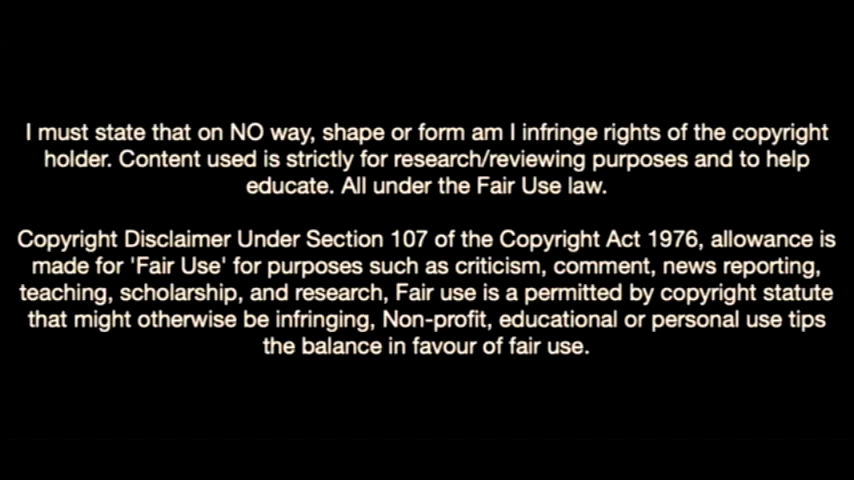 I must state that on NO way, shape or form am I infringe rights of the copyright
holder. Content used is strictly for research/reviewing purposes and to help
educate. All under the Fair Use law.
Copyright Disclaimer Under Section 107 of the Copyright Act 1976, allowance is
made for 'Fair Use' for purposes such as criticism, comment, news reporting,
teaching, scholarship, and research, Fair use is a permitted by copyright statute
that might otherwise be infringing, Non-profit, educational or personal use tips
the balance in favour of fair use.